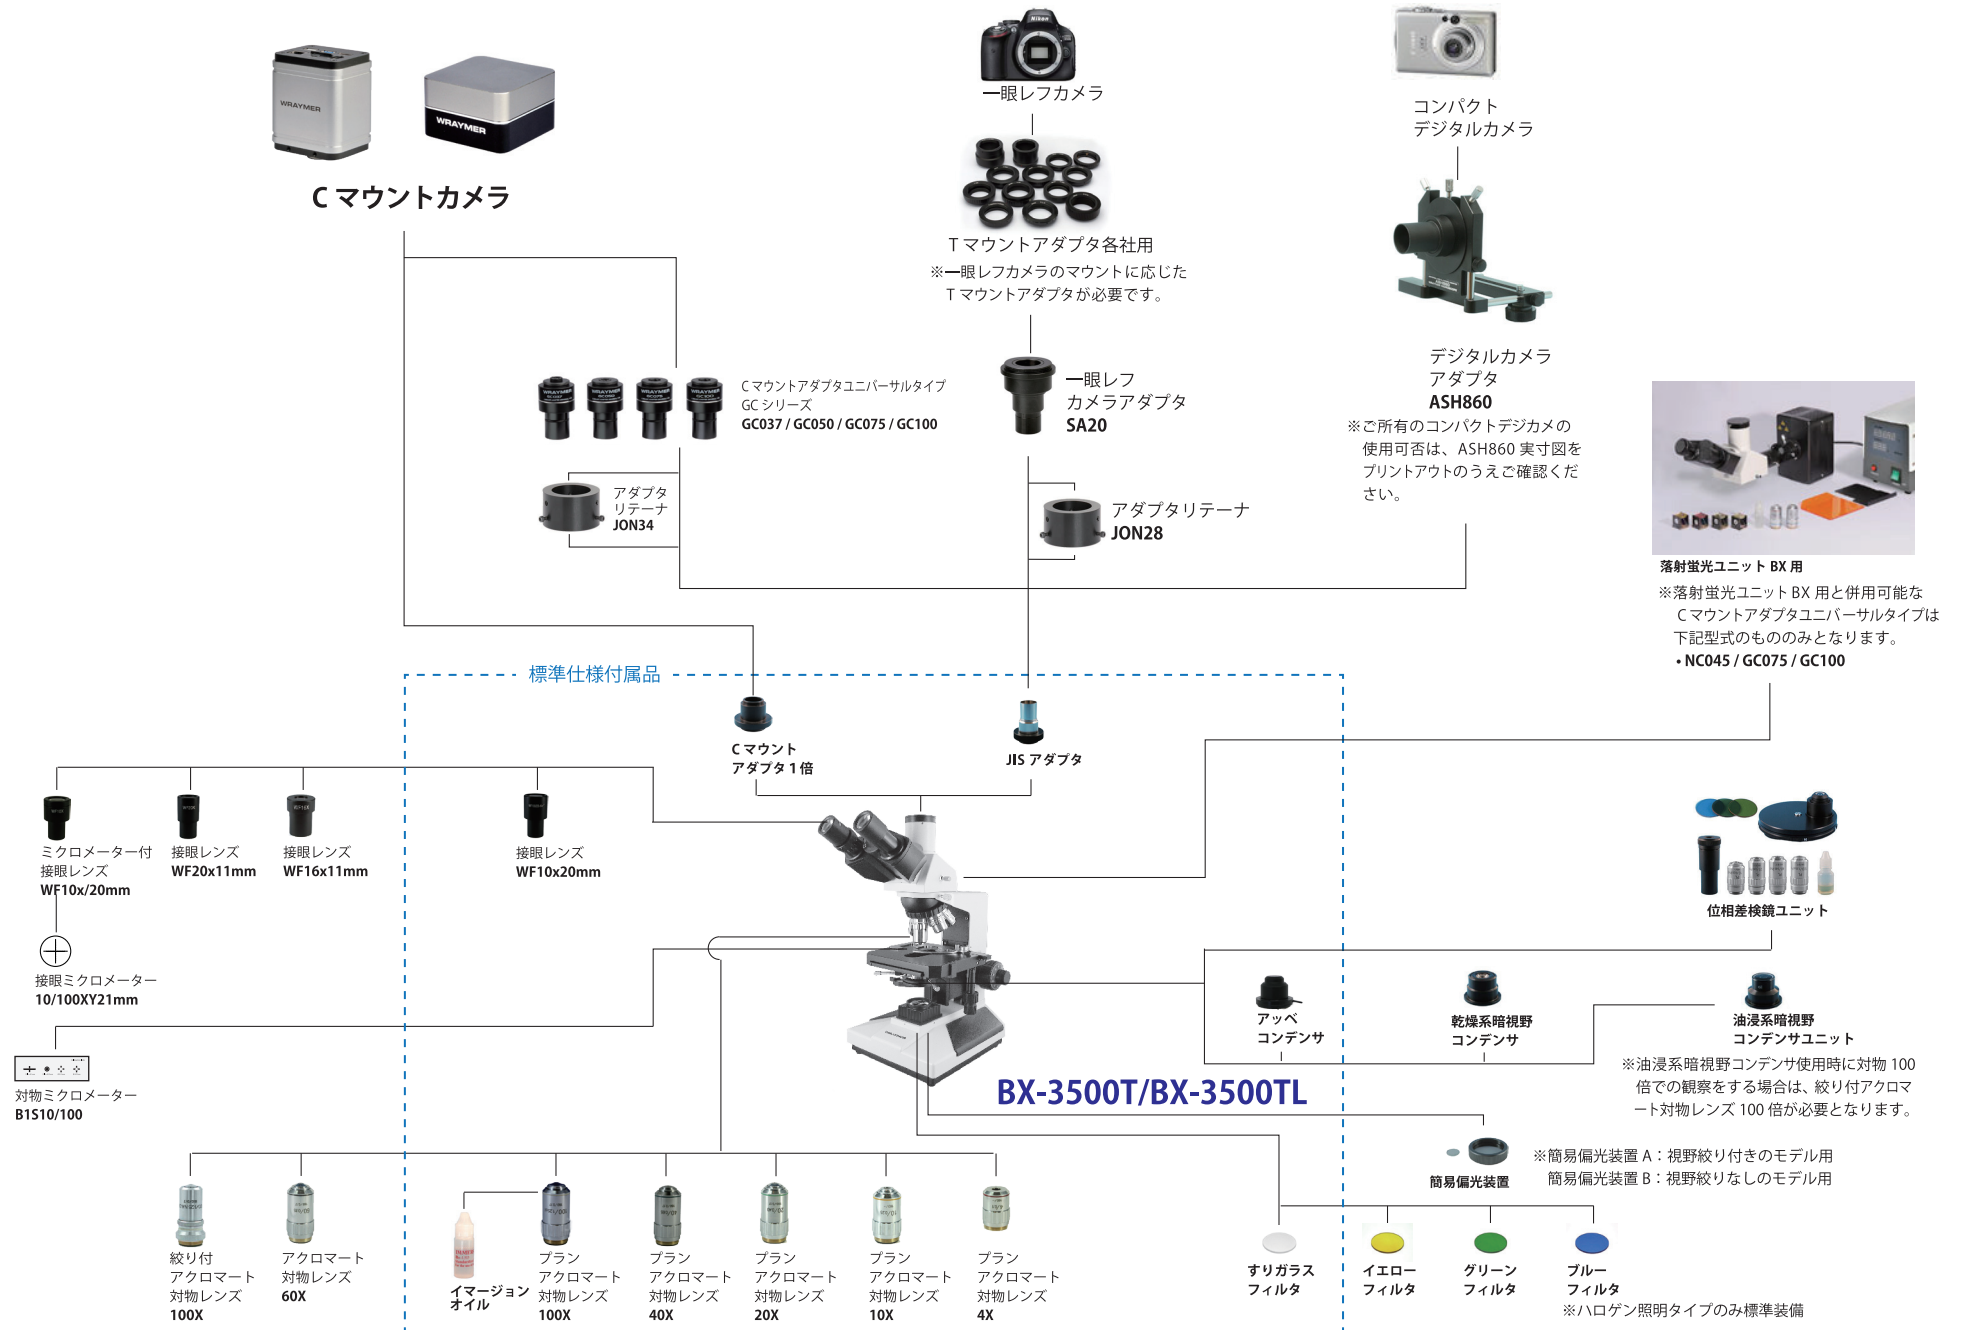 WRAYMER
WRAYMER
C マウントカメラ
Nikon
一眼レフカメラ
T マウントアダプタ各社用
※一眼レフカメラのマウントに応じた
T マウントアダプタが必要です。
コンパクト
デジタルカメラ
C マウントアダプタユニバーサルタイプ
GC シリーズ
GC037 / GC050 / GC075 / GC100
一眼レフ
カメラアダプタ
SA20
デジタルカメラ
アダプタ
ASH860
※ご所有のコンパクトデジカメの
使用可否は、ASH860 実寸図を
プリントアウトのうえご確認くだ
さい。
アダプタ
リテーナ
JON34
アダプタリテーナ
JON28
落射蛍光ユニット BX 用
※落射蛍光ユニット BX 用と併用可能な
C マウントアダプタユニバーサルタイプは
下記型式のもののみとなります。
• NC045 / GC075 / GC100
標準仕様付属品
C マウント
アダプタ 1 倍
JIS アダプタ
ミクロメーター付
接眼レンズ
WF10x/20mm
接眼レンズ
WF20x11mm
接眼レンズ
WF16x11mm
接眼レンズ
WF10x20mm
接眼ミクロメーター
10/100XY21mm
対物ミクロメーター
B1S10/100
位相差検鏡ユニット
アッベ
コンデンサ
乾燥系暗視野
コンデンサ
油浸系暗視野
コンデンサユニット
※油浸系暗視野コンデンサ使用時に対物 100
倍での観察をする場合は、絞り付アクロマ
ート対物レンズ 100 倍が必要となります。
BX-3500T/BX-3500TL
簡易偏光装置
※簡易偏光装置 A：視野絞り付きのモデル用
簡易偏光装置 B：視野絞りなしのモデル用
絞り付
アクロマート
対物レンズ
100X
アクロマート
対物レンズ
60X
イマージョン
オイル
プラン
アクロマート
対物レンズ
100X
プラン
アクロマート
対物レンズ
40X
プラン
アクロマート
対物レンズ
20X
プラン
アクロマート
対物レンズ
10X
プラン
アクロマート
対物レンズ
4X
すりガラス
フィルタ
イエロー
フィルタ
グリーン
フィルタ
ブルー
フィルタ
※ハロゲン照明タイプのみ標準装備